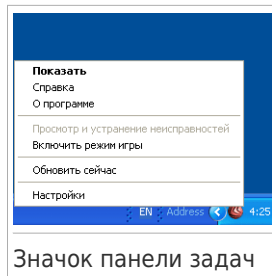 Показать
Справка
О программе
Просмотр и устранение неисправностей
Включить режим игры
Обновить сейчас
Настройки
EN Address 4:25
Значок панели задач